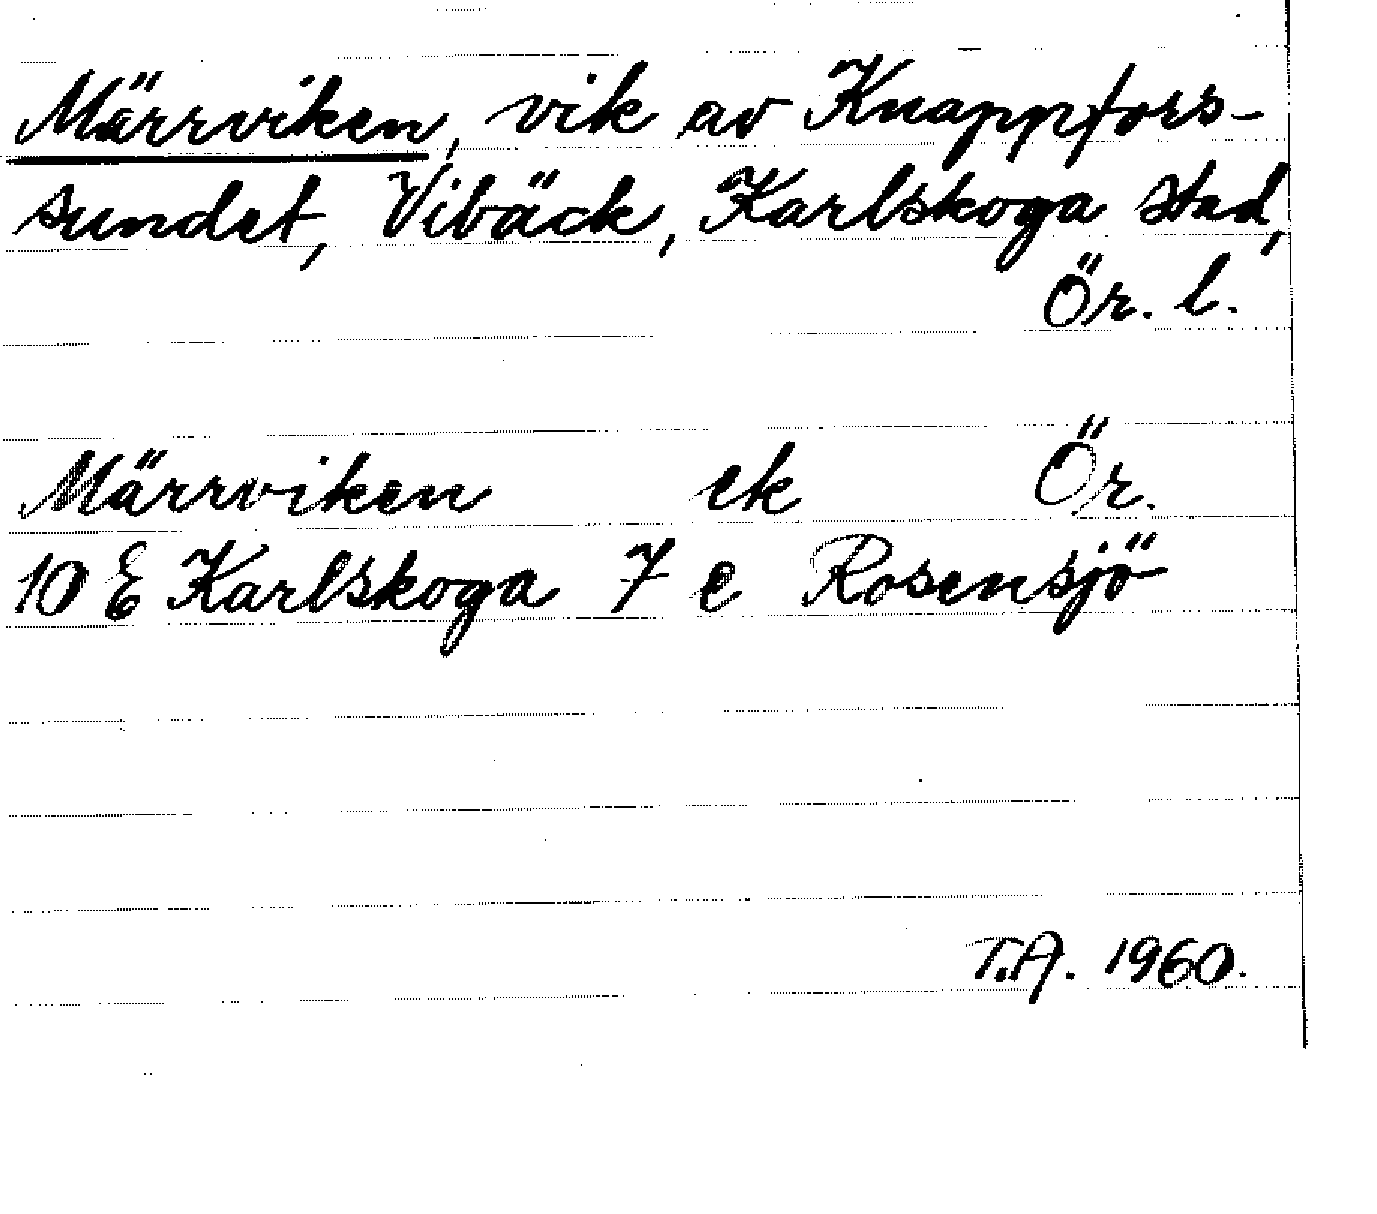 Märrviken, vik av Knappfors-
sundet, Vibäck, Karlskoga stad,
Ör. l.
Märrviken ek Ör.
10 E Karlskoga 7 e Rosensjö
T.A. 1960.